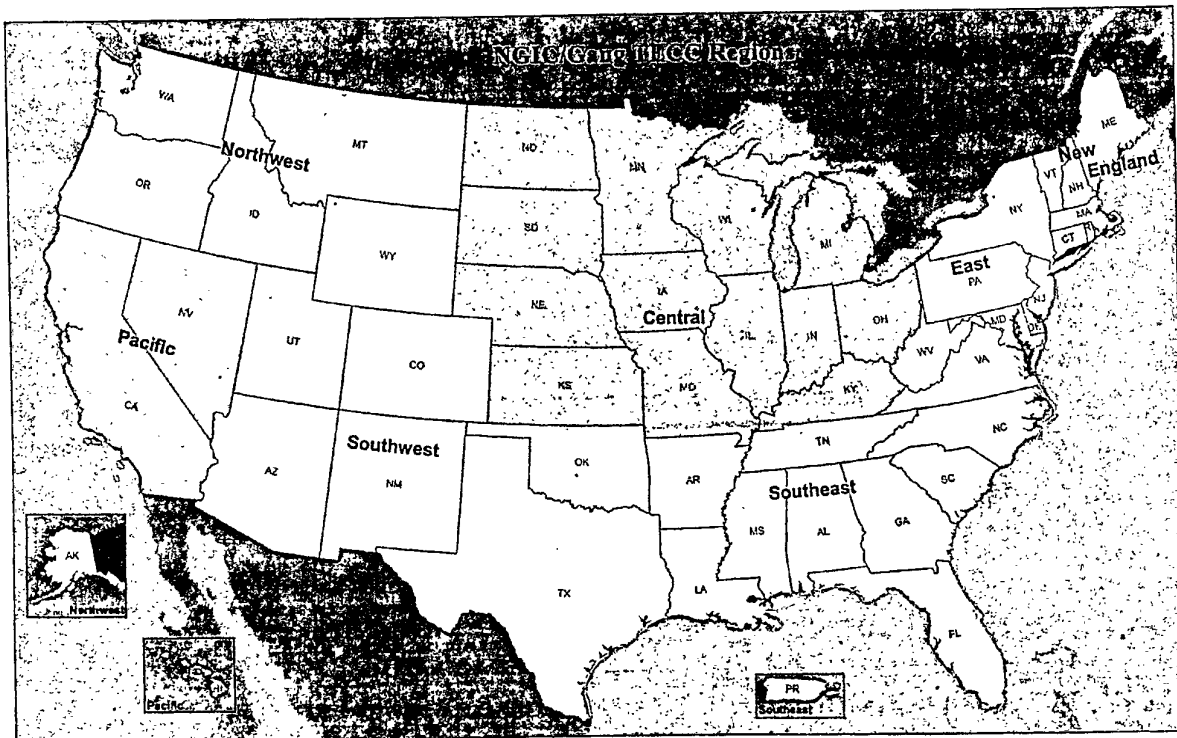 NGIC/Gang TECC Regions
WA
MT
ND
MN
ME
Northwest
New
England
VT
NH
OR
ID
SD
WI
MI
NY
MA
WY
CT
RI
East
PA
IA
NE
Central
NV
NJ
OH
IL
IN
MD
DE
Pacific
UT
CO
WV
VA
KS
MO
KY
CA
NC
TN
Southwest
AZ
NM
OK
AR
SC
Southeast
MS
AL
GA
AK
Northwest
TX
LA
FL
HI
Pacific
PR
Southeast